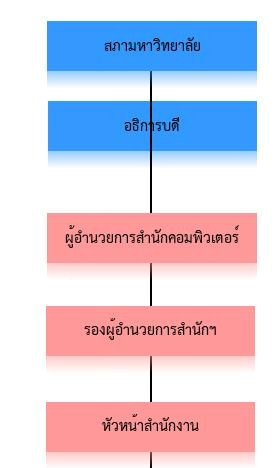 สภามหาวิทยาลัย
อธิการบดี
ผู้อำนวยการสำนักคอมพิวเตอร์
รองผู้อำนวยการสำนักฯ
หัวหน้าสำนักงาน